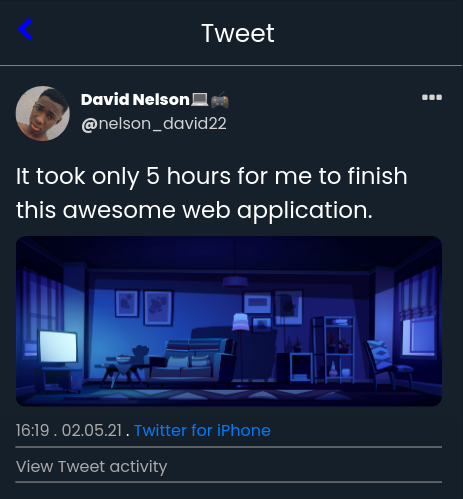 Tweet
David Nelson💻🎮
@nelson_david22
It took only 5 hours for me to finish
this awesome web application.
16:19 . 02.05.21 . Twitter for iPhone
View Tweet activity